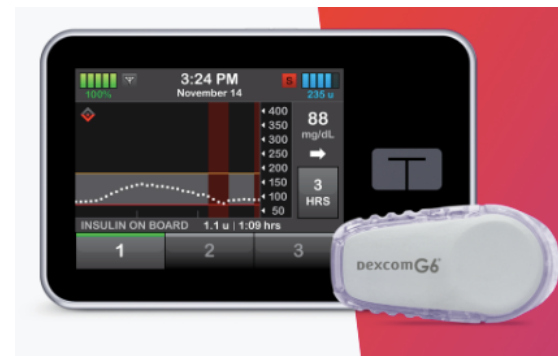 3:24 PM
November 14
100%
S
235 u
400
350
300
250
200
150
100
50
88
mg/dL
3
HRS
INSULIN ON BOARD 1.1 u | 1:09 hrs
1 2 3
T
Dexcom G6